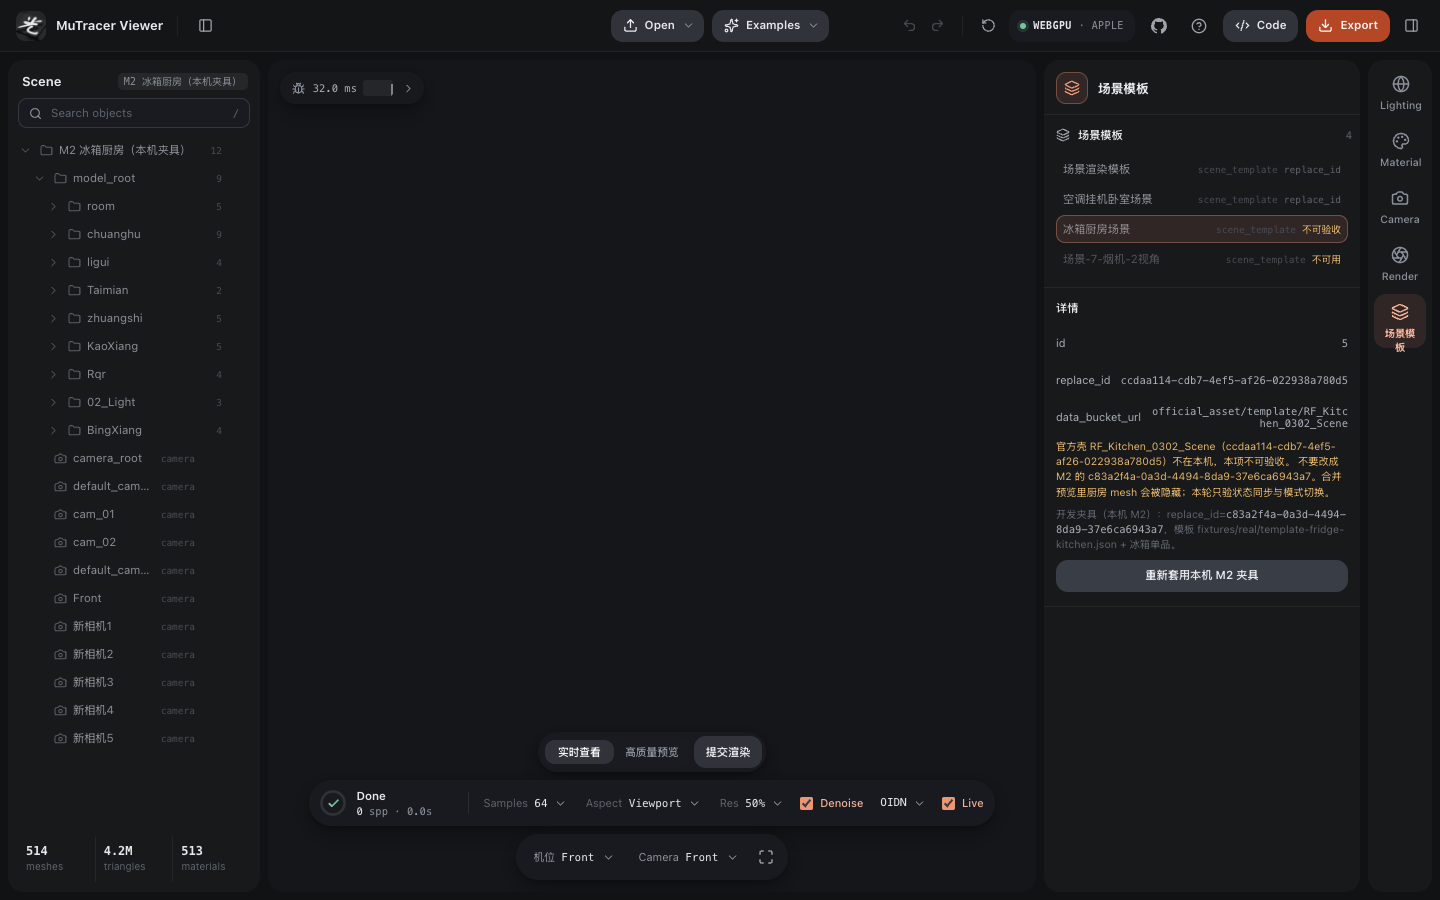 MuTracer Viewer
Open
Examples
WEBGPU · APPLE
Code
Export
Scene
M2 冰箱厨房（本机夹具）
Search objects
/
M2 冰箱厨房（本机夹具）
12
model_root
9
room
5
chuanghu
9
ligui
4
Taimian
2
zhuangshi
5
KaoXiang
5
Rqr
4
02_Light
3
BingXiang
4
camera_root
camera
default_cam...
camera
cam_01
camera
cam_02
camera
default_cam...
camera
Front
camera
新相机1
camera
新相机2
camera
新相机3
camera
新相机4
camera
新相机5
camera
514
meshes
4.2M
triangles
513
materials
32.0 ms
实时查看
高质量预览
提交渲染
Done
0 spp · 0.0s
Samples 64
Aspect Viewport
Res 50%
Denoise
OIDN
Live
机位 Front
Camera Front
场景模板
场景模板
4
场景渲染模板
scene_template replace_id
空调挂机卧室场景
scene_template replace_id
冰箱厨房场景
scene_template 不可验收
场景-7-烟机-2视角
scene_template 不可用
详情
id
5
replace_id
ccdaa114-cdb7-4ef5-af26-022938a780d5
data_bucket_url
official_asset/template/RF_Kitc
hen_0302_Scene
官方壳 RF_Kitchen_0302_Scene（ccdaa114-cdb7-4ef5-
af26-022938a780d5）不在本机，本项不可验收。 不要改成
M2 的 c83a2f4a-0a3d-4494-8da9-37e6ca6943a7。合并
预览里厨房 mesh 会被隐藏；本轮只验状态同步与模式切换。
开发夹具（本机 M2）: replace_id=c83a2f4a-0a3d-4494-
8da9-37e6ca6943a7，模板 fixtures/real/template-fridge-
kitchen.json + 冰箱单品。
重新套用本机 M2 夹具
Lighting
Material
Camera
Render
场景模
板